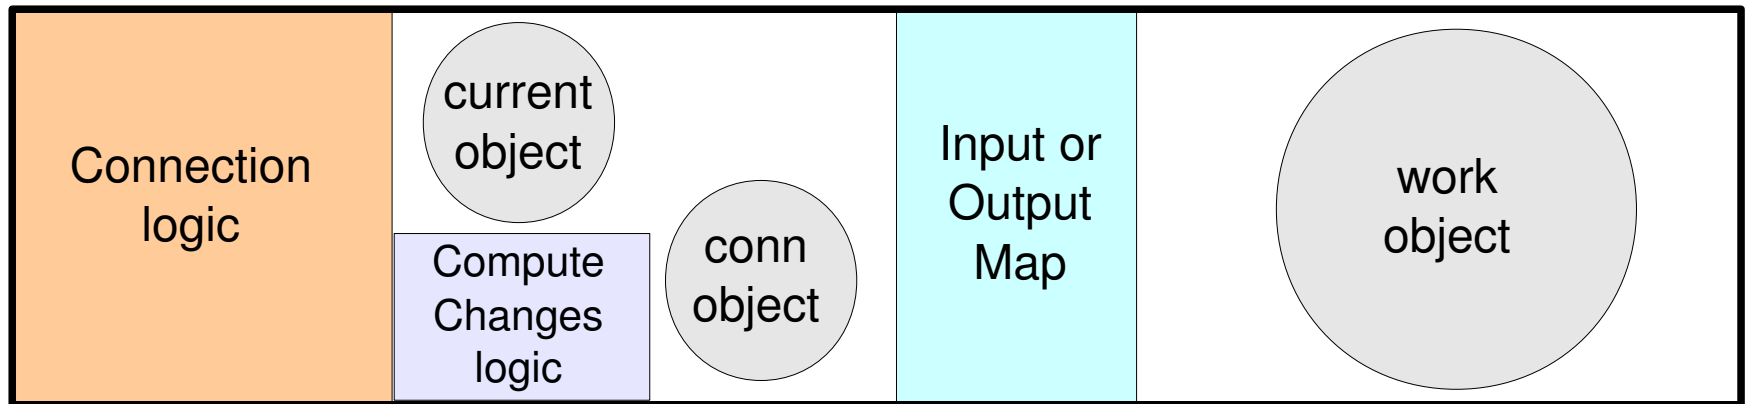 Connection
logic
current
object
Compute
Changes
logic
conn
object
Input or
Output
Map
work
object